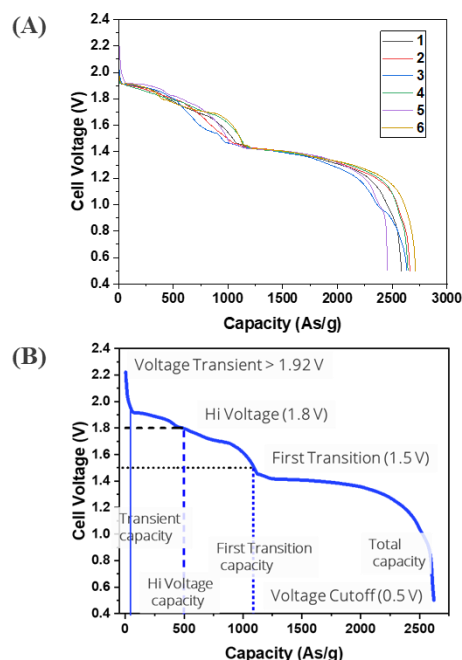 (A)
2.4
2.2
2.0
1.8
1.6
1.4
1.2
1.0
0.8
0.6
0.4
Cell Voltage (V)
1
2
3
4
5
6
0 500 1000 1500 2000 2500 3000
Capacity (As/g)
(B)
2.4
2.2
2.0
1.8
1.6
1.4
1.2
1.0
0.8
0.6
0.4
Cell Voltage (V)
Voltage Transient > 1.92 V
Hi Voltage (1.8 V)
First Transition (1.5 V)
Transient
capacity
Hi Voltage
capacity
First Transition
capacity
Total
capacity
Voltage Cutoff (0.5 V)
0 500 1000 1500 2000 2500
Capacity (As/g)